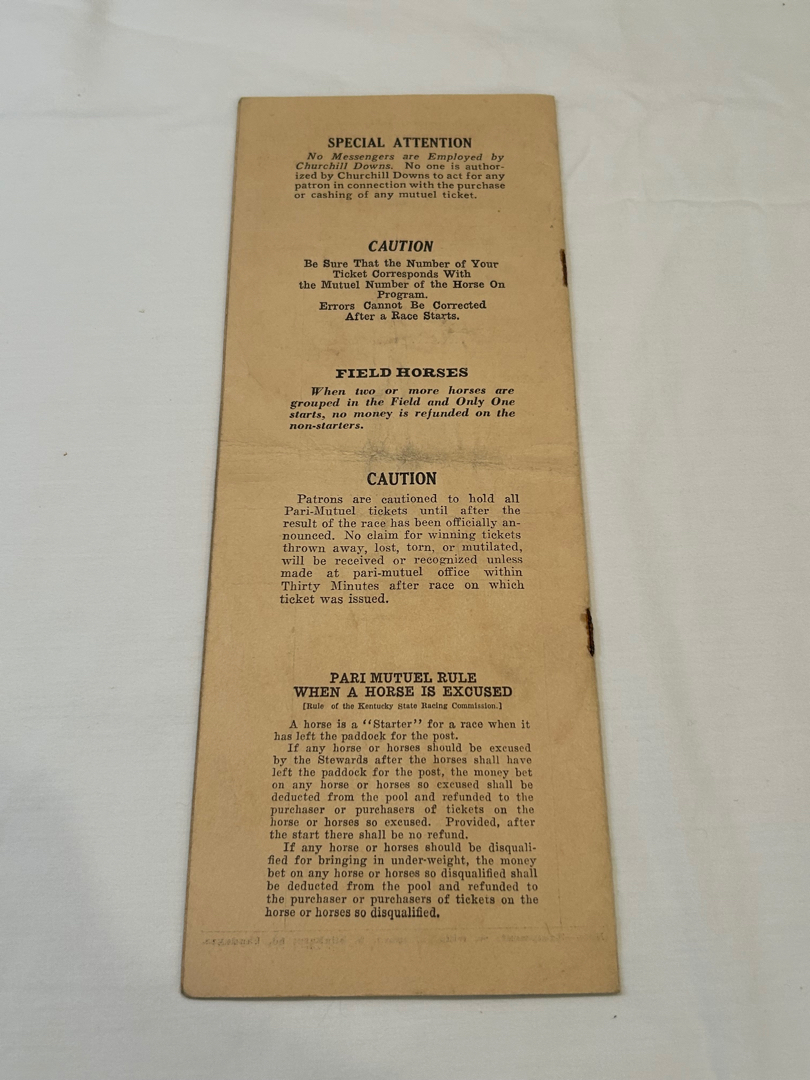 SPECIAL ATTENTION
No Messengers are Employed by
Churchill Downs. No one is author-
ized by Churchill Downs to act for any
patron in connection with the purchase
or cashing of any mutuel ticket.
CAUTION
Be Sure That the Number of Your
Ticket Corresponds With
the Mutuel Number of the Horse On
Program.
Errors Cannot Be Corrected
After a Race Starts.
FIELD HORSES
When two or more horses are
grouped in the Field and Only One
starts, no money is refunded on the
non-starters.
CAUTION
Patrons are cautioned to hold all
Pari-Mutuel tickets until after the
result of the race has been officially an-
nounced. No claim for winning tickets
thrown away, lost, torn, or mutilated,
will be received or recognized unless
made at pari-mutuel office within
Thirty Minutes after race on which
ticket was issued.
PARI MUTUEL RULE
WHEN A HORSE IS EXCUSED
[Rule of the Kentucky State Racing Commission.]
A horse is a "Starter" for a race when it
has left the paddock for the post.
If any horse or horses should be excused
by the Stewards after the horses shall have
left the paddock for the post, the money bet
on any horse or horses so excused shall be
deducted from the pool and refunded to the
purchaser or purchasers of tickets on the
horse or horses so excused. Provided, after
the start there shall be no refund.
If any horse or horses should be disquali-
fied for bringing in under-weight, the money
bet on any horse or horses so disqualified shall
be deducted from the pool and refunded to
the purchaser or purchasers of tickets on the
horse or horses so disqualified.